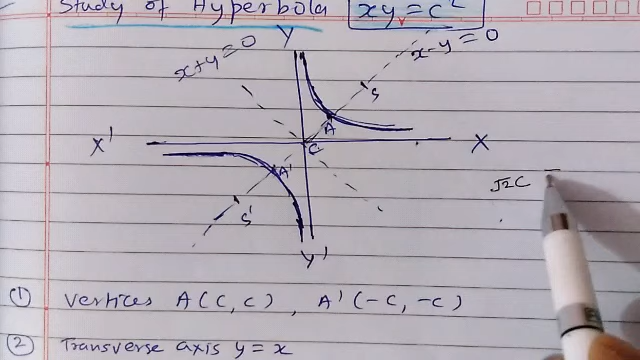 Study of Hyperbola xy = c²
x+y=0
Y
x-y=0
S
A
X'
C
X
A'
√2C
S'
Y'
① Vertices A(C, C), A'(-C, -C)
② Transverse axis y = x